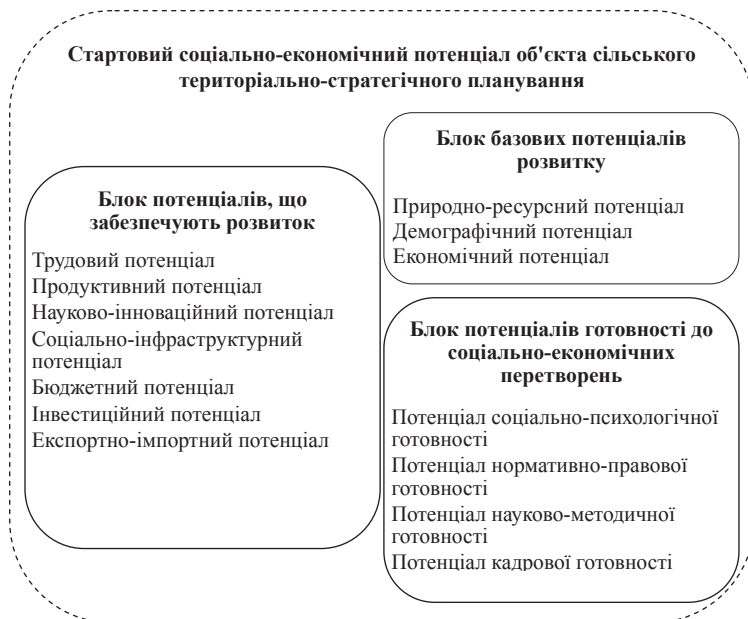 Стартовий соціально-економічний потенціал об'єкта сільського
територіально-стратегічного планування
Блок потенціалів, що
забезпечують розвиток
Трудовий потенціал
Продуктивний потенціал
Науково-інноваційний потенціал
Соціально-інфраструктурний
потенціал
Бюджетний потенціал
Інвестиційний потенціал
Експортно-імпортний потенціал
Блок базових потенціалів
розвитку
Природно-ресурсний потенціал
Демографічний потенціал
Економічний потенціал
Блок потенціалів готовності до
соціально-економічних
перетворень
Потенціал соціально-психологічної
готовності
Потенціал нормативно-правової
готовності
Потенціал науково-методичної
готовності
Потенціал кадрової готовності